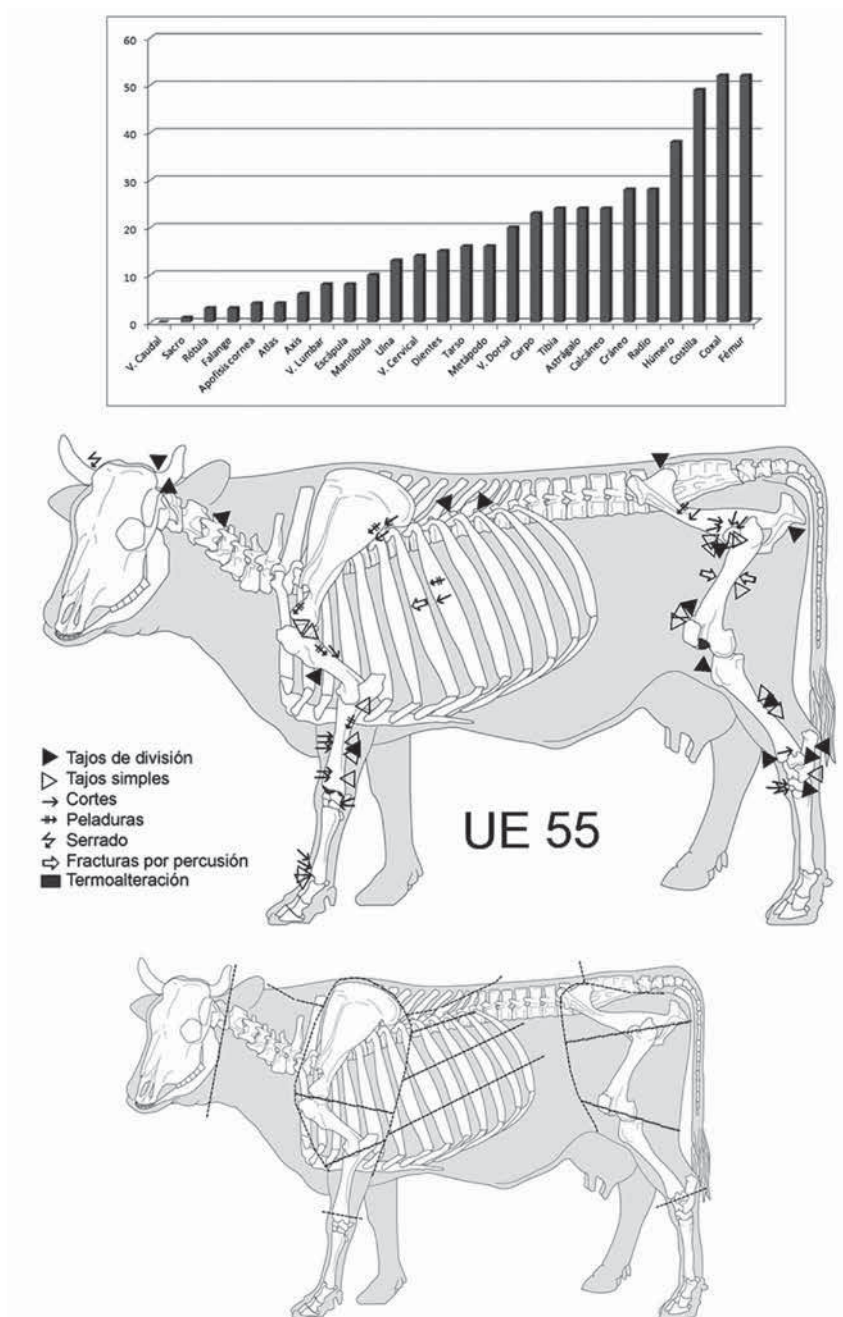 60
50
40
30
20
10
0
V. Caudal
Sacro
Rótula
Falange
Apofitis cornea
Atlas
Axis
V. Lumbar
Escápula
Mandíbula
Ulna
V. Cervical
Dientes
Tarso
Metápodo
V. Dorsal
Carpo
Tibia
Astrágalo
Calcáneo
Cráneo
Radio
Húmero
Costilla
Coxal
Fémur
Tajos de división
Tajos simples
Cortes
Peladuras
Serrado
Fracturas por percusión
Termoalteración
UE 55